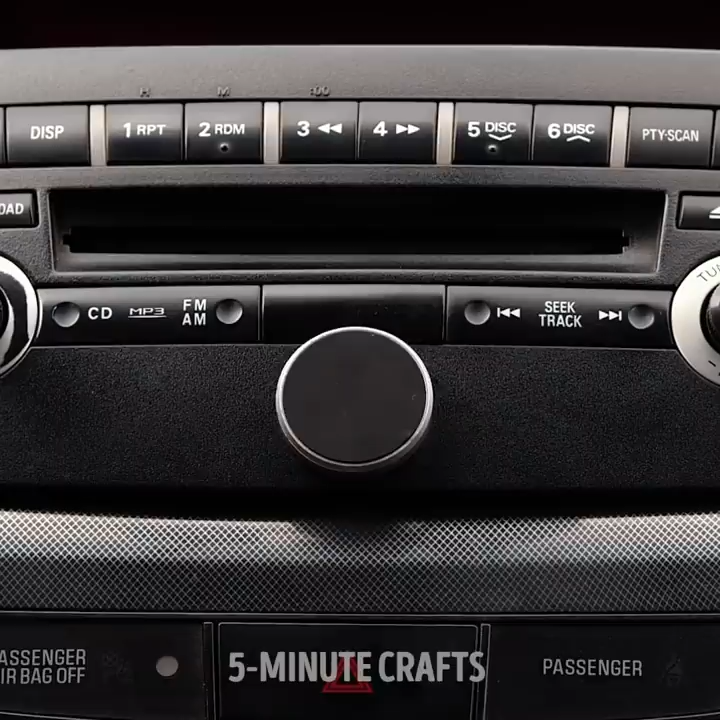 H M :00
DISP 1 RPT 2 RDM 3 4 5 DISC 6 DISC PTY·SCAN
OAD
TUN
CD MP3 FM AM SEEK TRACK
ASSENGER IR BAG OFF
5-MINUTE CRAFTS
PASSENGER